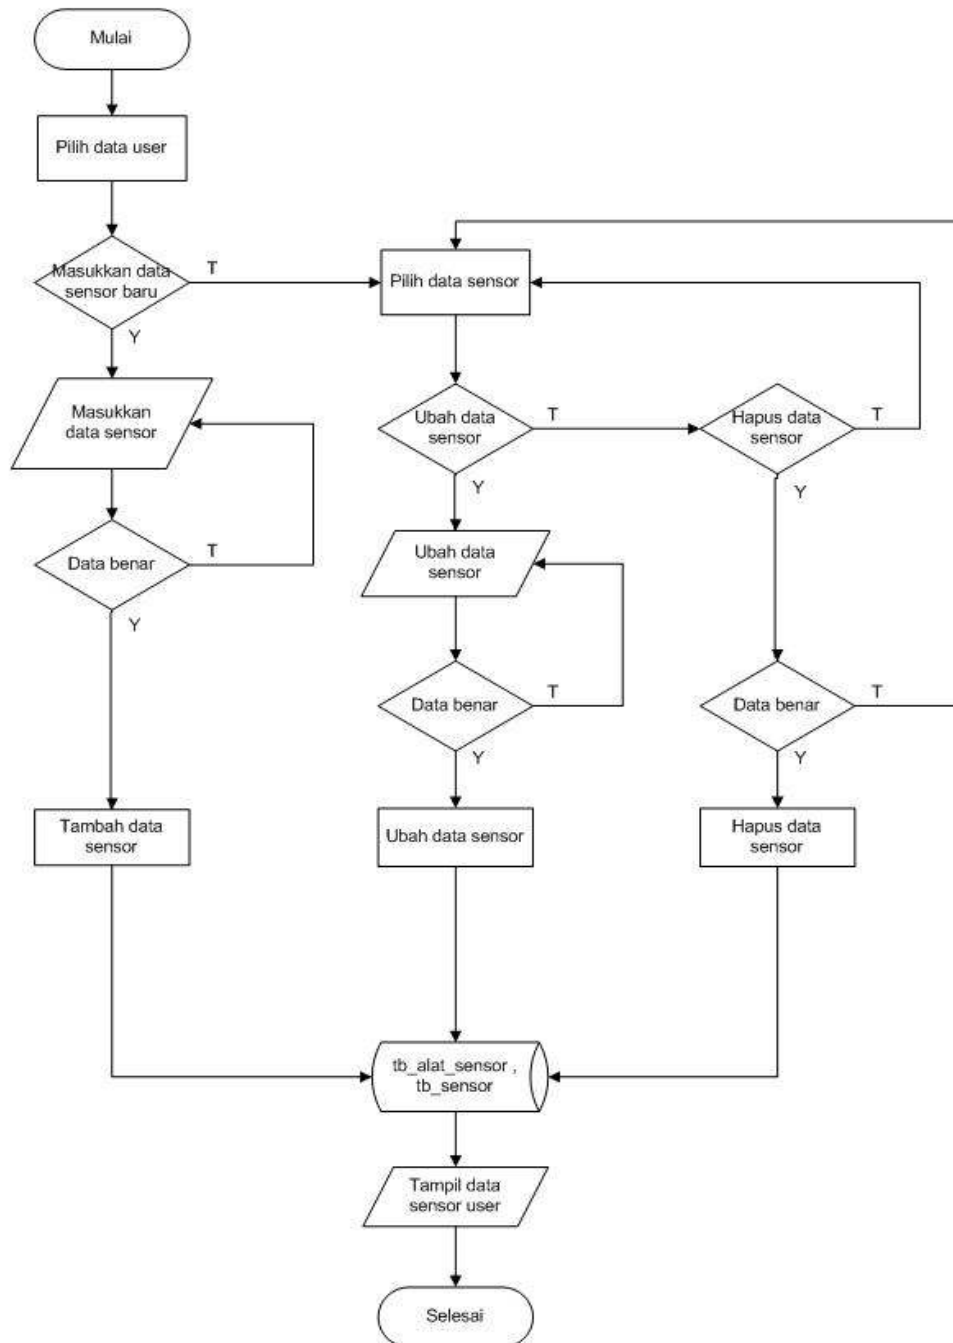 Mulai
Pilih data user
Masukkan data
sensor baru
T
Y
Pilih data sensor
Masukkan
data sensor
Ubah data
sensor
T
Y
Hapus data
sensor
T
Y
Data benar
T
Y
Ubah data
sensor
Data benar
T
Y
Data benar
T
Y
Tambah data
sensor
Ubah data sensor
Hapus data
sensor
tb_alat_sensor ,
tb_sensor
Tampil data
sensor user
Selesai